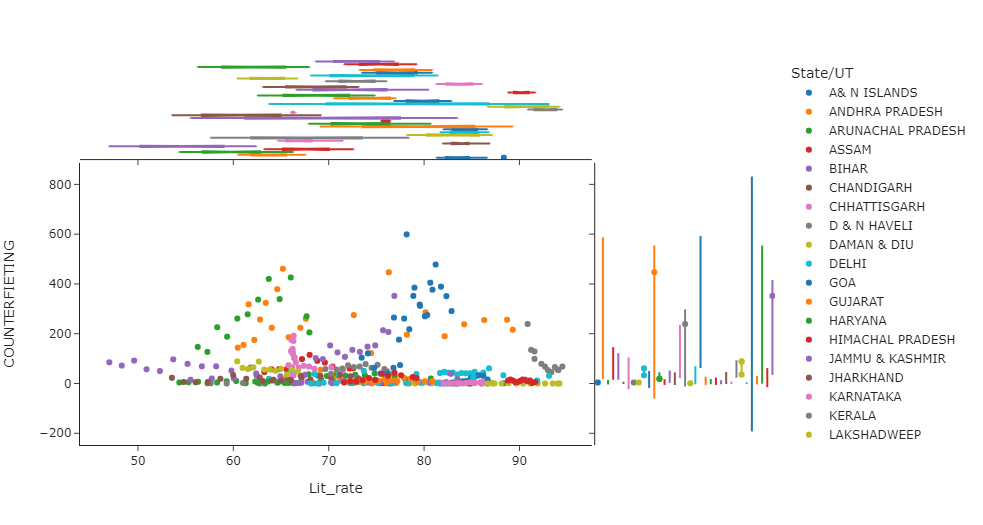 State/UT
A& N ISLANDS
ANDHRA PRADESH
ARUNACHAL PRADESH
ASSAM
BIHAR
CHANDIGARH
CHHATTISGARH
D & N HAVELI
DAMAN & DIU
DELHI
GOA
GUJARAT
HARYANA
HIMACHAL PRADESH
JAMMU & KASHMIR
JHARKHAND
KARNATAKA
KERALA
LAKSHADWEEP
COUNTERFIETING
800
600
400
200
0
−200
50 60 70 80 90
Lit_rate